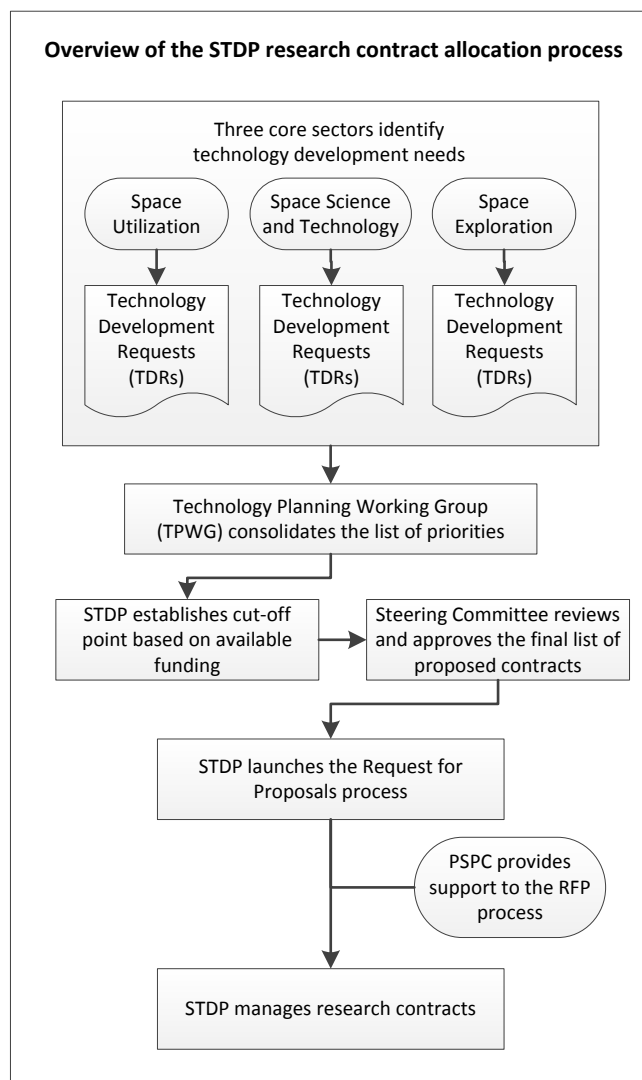 Overview of the STDP research contract allocation process
Three core sectors identify
technology development needs
Space
Utilization
Space Science
and Technology
Space
Exploration
Technology
Development
Requests
(TDRs)
Technology
Development
Requests
(TDRs)
Technology
Development
Requests
(TDRs)
Technology Planning Working Group
(TPWG) consolidates the list of priorities
STDP establishes cut-off
point based on available
funding
Steering Committee reviews
and approves the final list of
proposed contracts
STDP launches the Request for
Proposals process
PSPC provides
support to the RFP
process
STDP manages research contracts